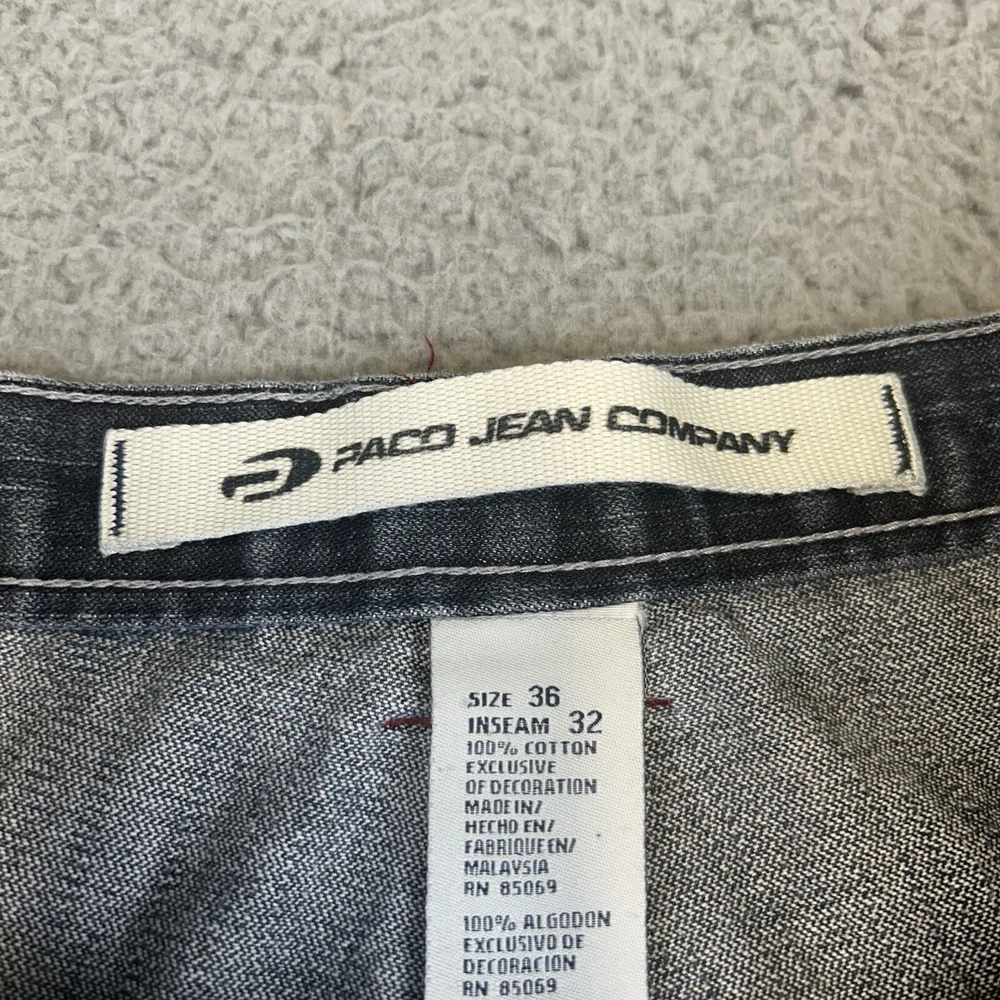 PACO JEAN COMPANY
SIZE 36
INSEAM 32
100% COTTON
EXCLUSIVE
OF DECORATION
MADE IN/
HECHO EN/
FABRIQUE EN/
MALAYSIA
RN 85069
100% ALGODON
EXCLUSIVO DE
DECORACION
RN 85069